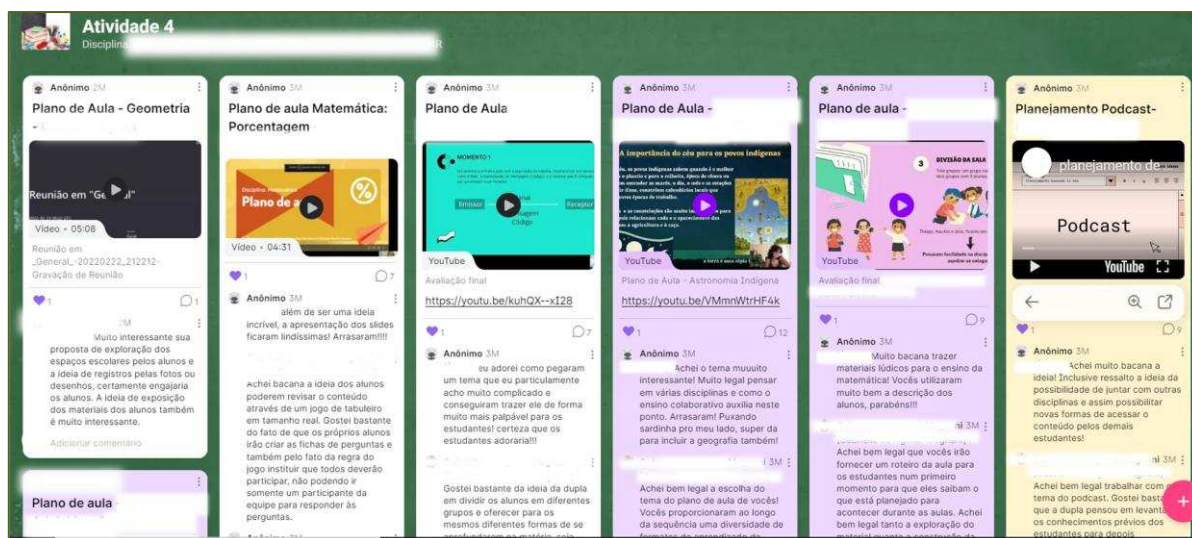 Atividade 4
Disciplina
Anônimo 2M
Plano de Aula - Geometria
Reunião em "Ge
Vídeo • 05:08
Reunião em
_General_-20220222_212212-
Gravação de Reunião
1
1
2M
Muito interessante sua
proposta de exploração dos
espaços escolares pelos alunos e
a ideia de registros pelas fotos ou
desenhos, certamente engajaria
os alunos. A ideia de exposição
dos materiais dos alunos também
é muito interessante.
Adicionar comentário
Plano de aula
Anônimo 3M
Plano de aula Matemática:
Porcentagem
Disciplina: Matemática
Plano de a
Vídeo • 04:31
1
7
Anônimo 3M
além de ser uma ideia
incrível, a apresentação dos slides
ficaram lindíssimas! Arrasaram!!!!
Achei bacana a ideia dos alunos
poderem revisar o conteúdo
através de um jogo de tabuleiro
em tamanho real. Gostei bastante
do fato de que os próprios alunos
irão criar as fichas de perguntas e
também pelo fato da regra do
jogo instituir que todos deverão
participar, não podendo ir
somente um participante da
equipe para responder às
perguntas.
Anônimo 3M
Plano de Aula
MOMENTO 1
Emissor
Receptor
Código
YouTube
Avaliação final
https://youtu.be/kuhQX--xI28
1
7
Anônimo 3M
eu adorei como pegaram
um tema que eu particularmente
acho muito complicado e
conseguiram trazer ele de forma
muito mais palpável para os
estudantes! certeza que os
estudantes adoraria!!!
Gostei bastante da ideia da dupla
em dividir os alunos em diferentes
grupos e oferecer para os
mesmos diferentes formas de se
aprofundarem na matéria, seja
Anônimo 3M
Plano de Aula -
A importância do céu para os povos indígenas
YouTube
Plano de Aula - Astronomia Indígena
https://youtu.be/VMmnWtrHF4k
1
12
Anônimo 3M
Achei o tema muuuito
interessante! Muito legal pensar
em várias disciplinas e como o
ensino colaborativo auxilia neste
ponto. Arrasaram! Puxando
sardinha pro meu lado, super da
para incluir a geografia também!
3M
Achei bem legal a escolha do
tema do plano de aula de vocês!
Vocês proporcionaram ao longo
da sequência uma diversidade de
formatos de aprendizado da
Anônimo 3M
Plano de aula -
3
DIVISÃO DA SALA
YouTube
Avaliação final
1
9
Anônimo 3M
Muito bacana trazer
materiais lúdicos para o ensino da
matemática! Vocês utilizaram
muito bem a descrição dos
alunos, parabéns!!!
ni 3M
Achei bem legal que vocês irão
fornecer um roteiro da aula para
os estudantes num primeiro
momento para que eles saibam o
que está planejado para
acontecer durante as aulas. Achei
bem legal tanto a exploração do
material quanto a construção da
Anônimo 3M
Planejamento Podcast-
planejamento de
Podcast
YouTube
1
9
Anônimo 3M
Achei muito bacana a
ideia! Inclusive ressalto a ideia da
possibilidade de juntar com outras
disciplinas e assim possibilitar
novas formas de acessar o
conteúdo pelos demais
estudantes!
ni 3M
Achei bem legal trabalhar com
tema do podcast. Gostei basta
que a dupla pensou em levanta
os conhecimentos prévios dos
estudantes para depois